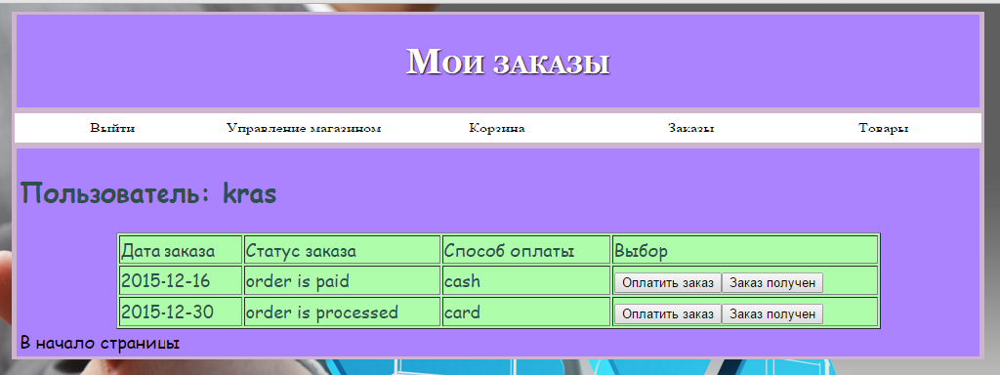 Мои заказы
Выйти Управление магазином Корзина Заказы Товары
Пользователь: kras
Дата заказа Статус заказа Способ оплаты Выбор
2015-12-16 order is paid cash Оплатить заказ Заказ получен
2015-12-30 order is processed card Оплатить заказ Заказ получен
В начало страницы